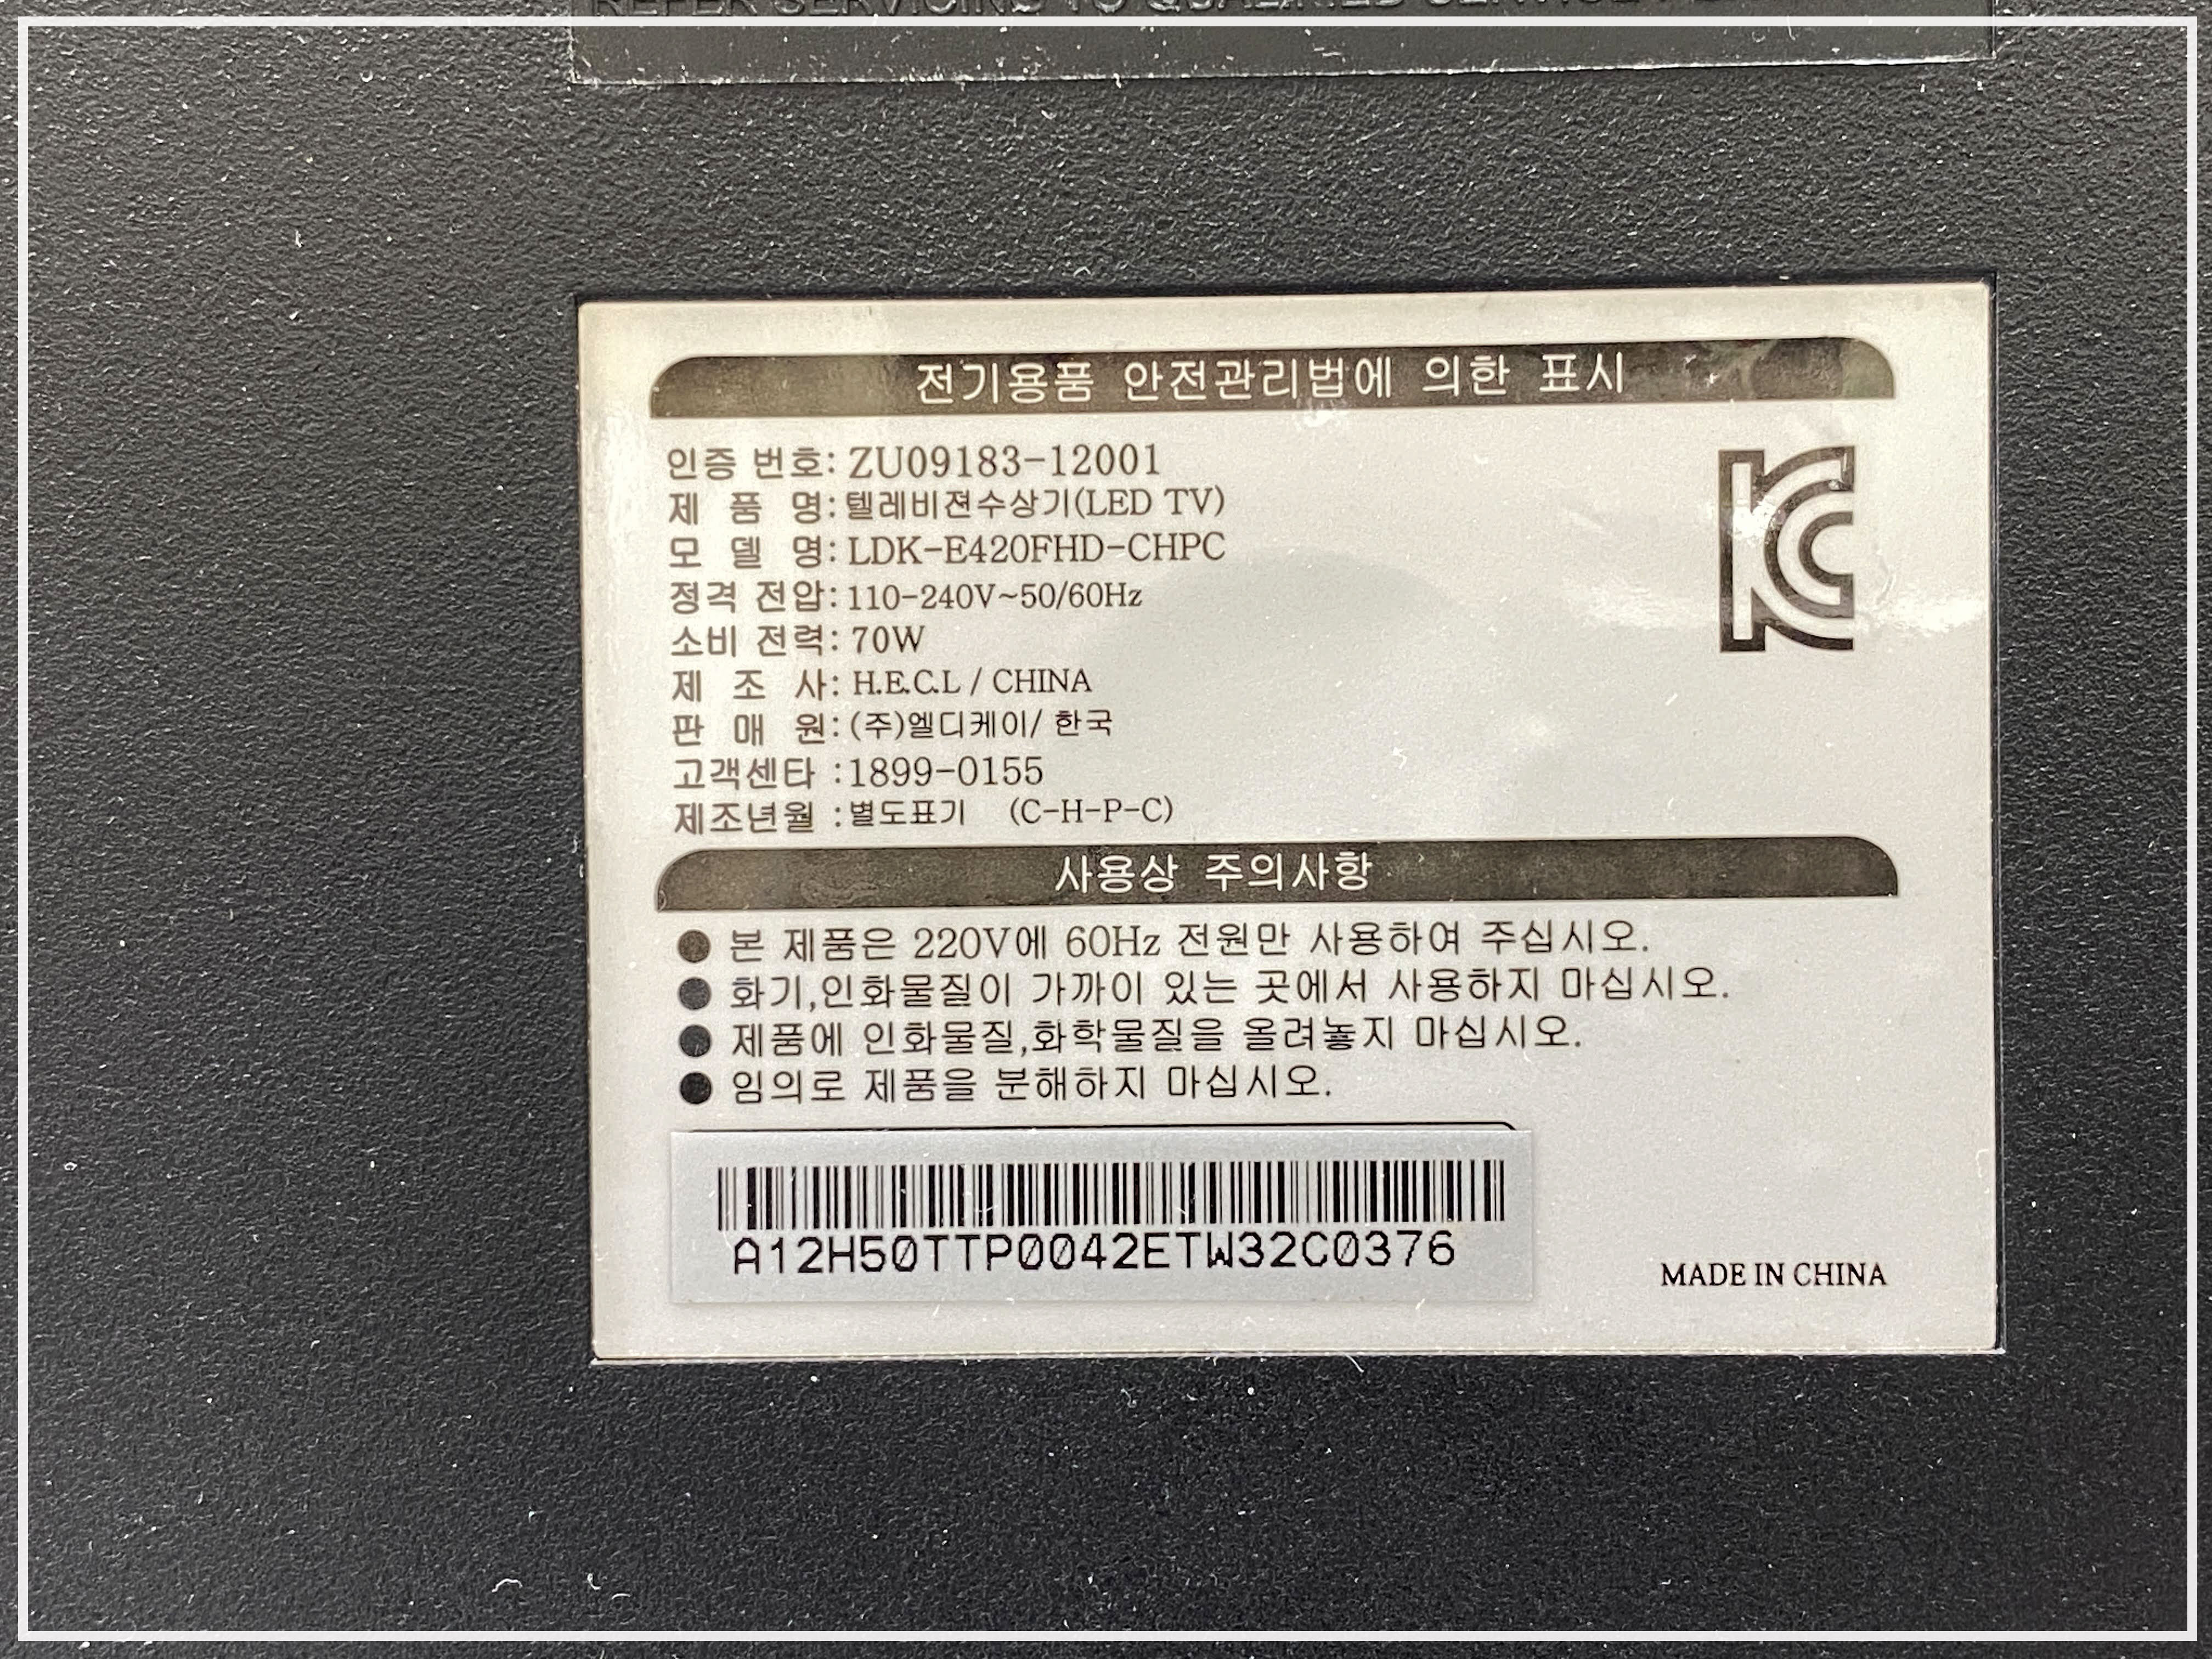 REFER SERVICING TO QUALIFIED SERVICE
전기용품 안전관리법에 의한 표시
인증 번호: ZU09183-12001
제 품 명: 텔레비젼수상기(LED TV)
모 델 명: LDK-E420FHD-CHPC
정격 전압: 110-240V~50/60Hz
소비 전력: 70W
제 조 사: H.E.C.L / CHINA
판 매 원: (주)엘디케이/ 한국
고객센타 :1899-0155
제조년월 :별도표기 (C-H-P-C)
사용상 주의사항
● 본 제품은 220V에 60Hz 전원만 사용하여 주십시오.
● 화기,인화물질이 가까이 있는 곳에서 사용하지 마십시오.
● 제품에 인화물질,화학물질을 올려놓지 마십시오.
● 임의로 제품을 분해하지 마십시오.
A12H50TTP0042ETW32C0376
MADE IN CHINA